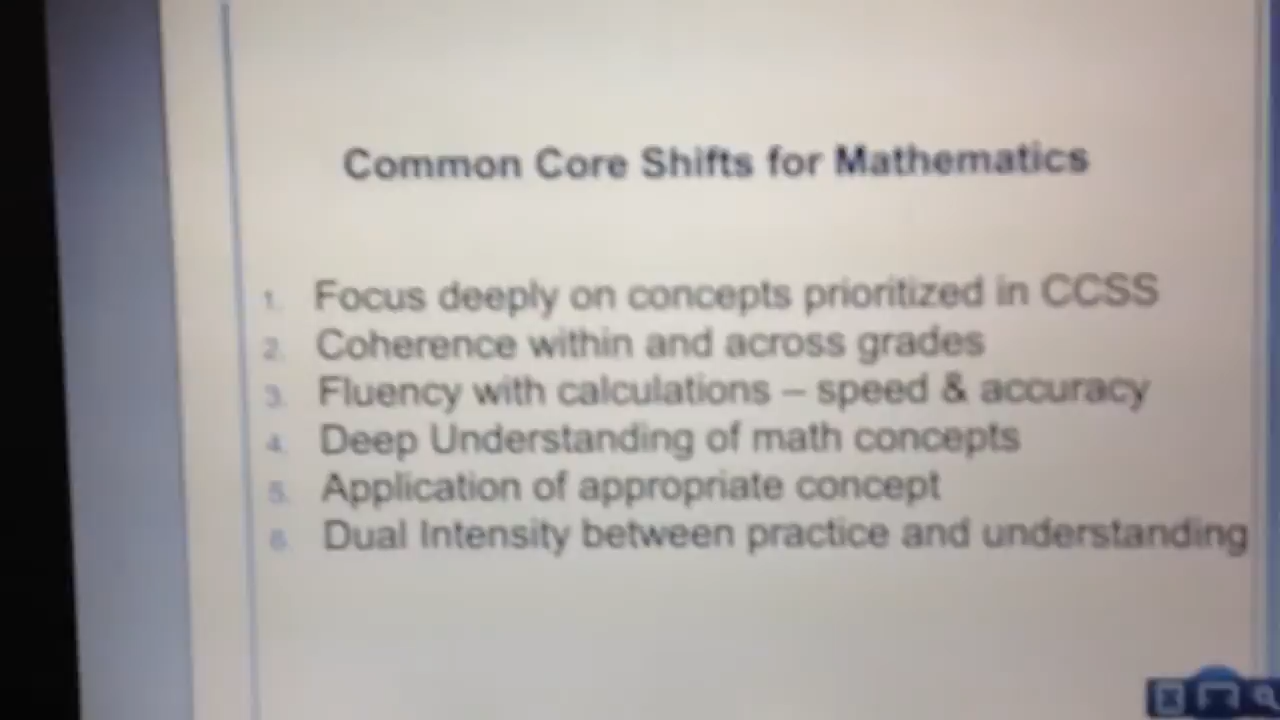 Common Core Shifts for Mathematics
1. Focus deeply on concepts prioritized in CCSS
2. Coherence within and across grades
3. Fluency with calculations – speed & accuracy
4. Deep Understanding of math concepts
5. Application of appropriate concept
6. Dual Intensity between practice and understanding